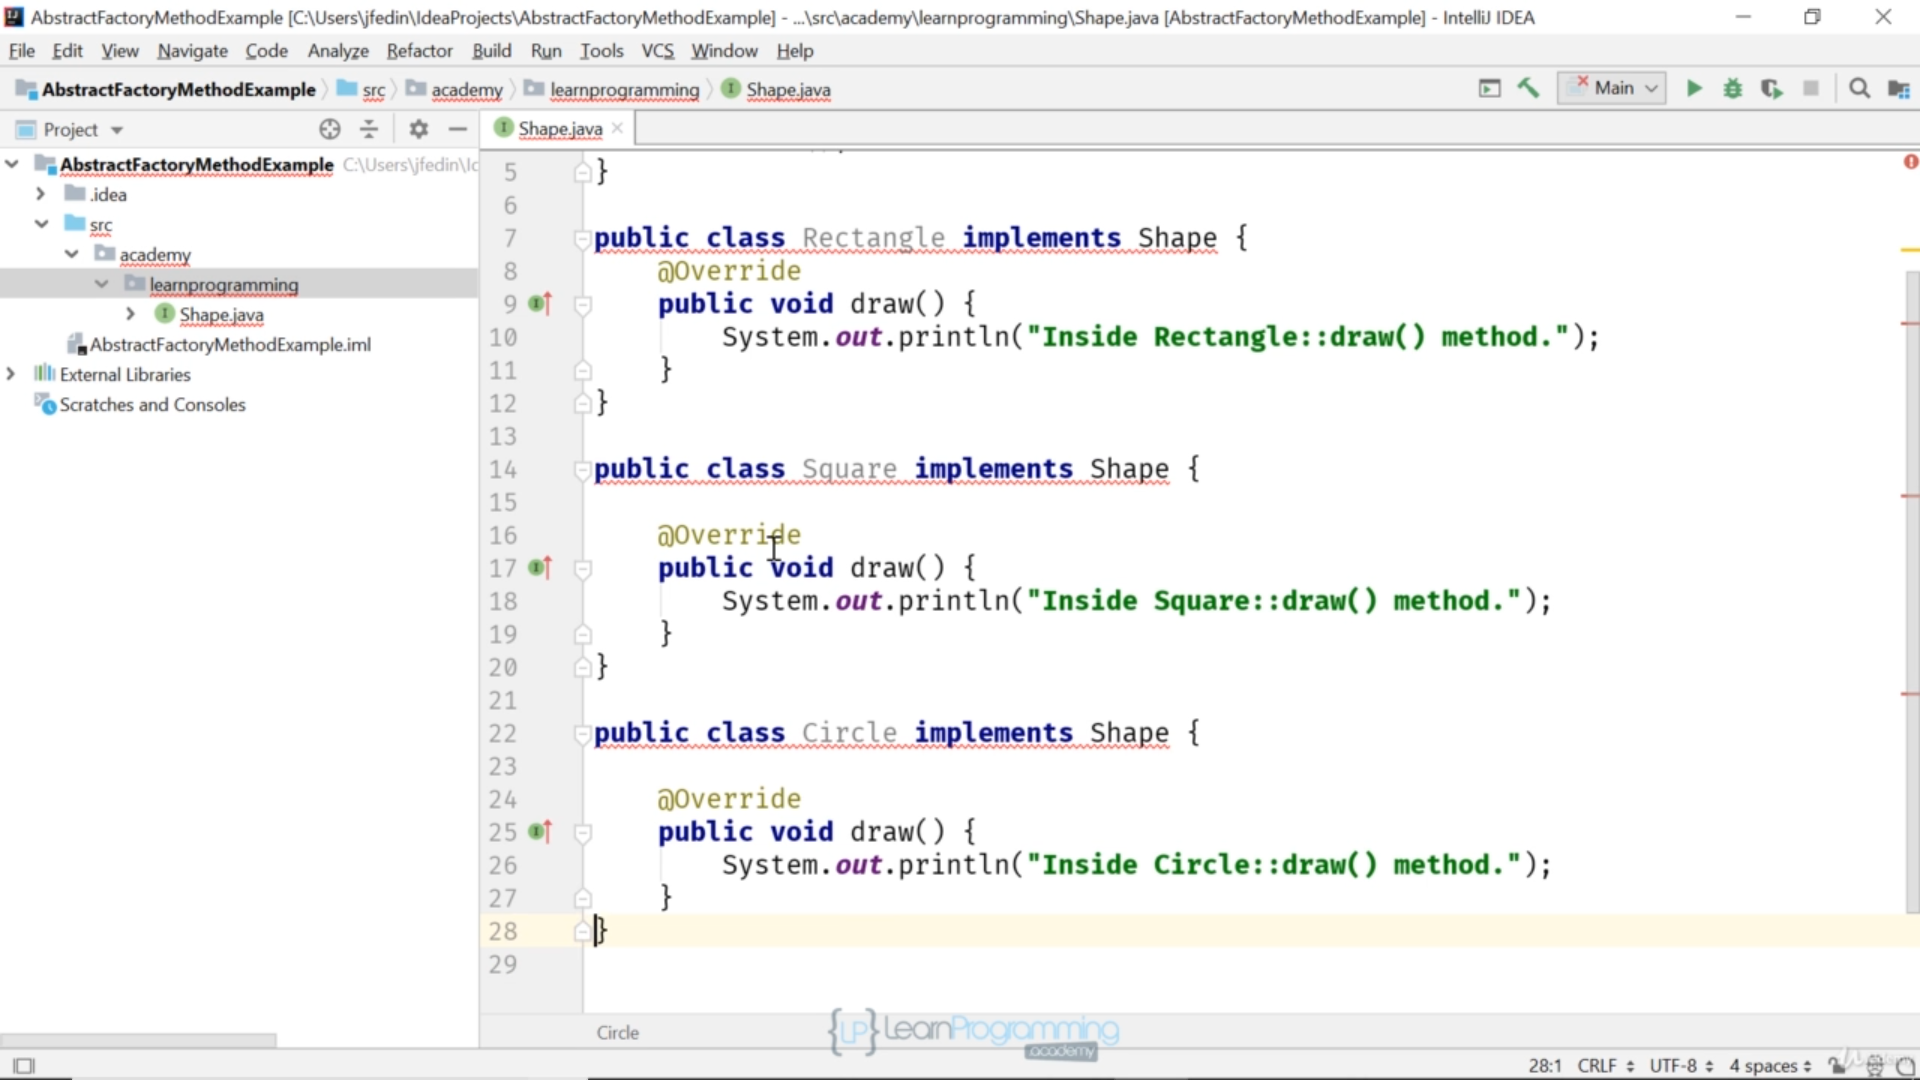 AbstractFactoryMethodExample [C:\Users\jfedin\IdeaProjects\AbstractFactoryMethodExample] - ...\src\academy\learnprogramming\Shape.java [AbstractFactoryMethodExample] - IntelliJ IDEA
File Edit View Navigate Code Analyze Refactor Build Run Tools VCS Window Help
AbstractFactoryMethodExample src academy learnprogramming Shape.java Main
Project
Shape.java
AbstractFactoryMethodExample C:\Users\jfedin\Id
.idea
src
academy
learnprogramming
Shape.java
AbstractFactoryMethodExample.iml
External Libraries
Scratches and Consoles
5 }
6
7 public class Rectangle implements Shape {
8 @Override
9 public void draw() {
10 System.out.println("Inside Rectangle::draw() method.");
11 }
12 }
13
14 public class Square implements Shape {
15
16 @Override
17 public void draw() {
18 System.out.println("Inside Square::draw() method.");
19 }
20 }
21
22 public class Circle implements Shape {
23
24 @Override
25 public void draw() {
26 System.out.println("Inside Circle::draw() method.");
27 }
28 }
29
Circle
{LP} LearnProgramming
academy
28:1 CRLF UTF-8 4 spaces